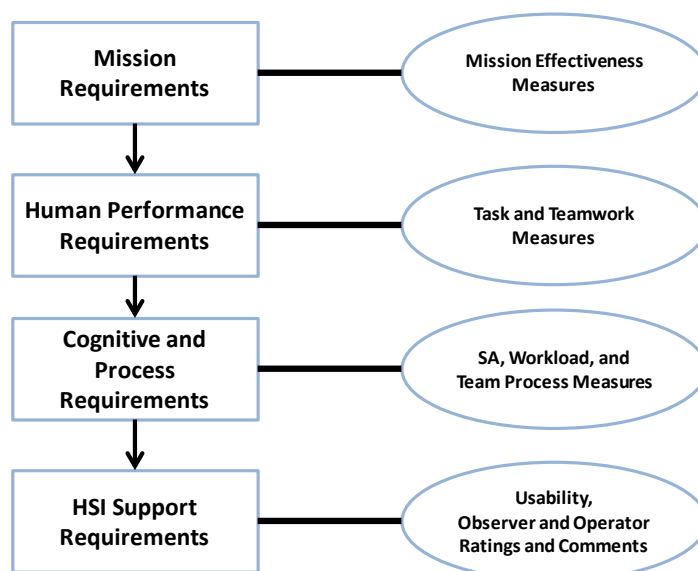 Mission
Requirements
Mission Effectiveness
Measures
Human Performance
Requirements
Task and Teamwork
Measures
Cognitive and
Process
Requirements
SA, Workload, and
Team Process Measures
HSI Support
Requirements
Usability,
Observer and Operator
Ratings and Comments